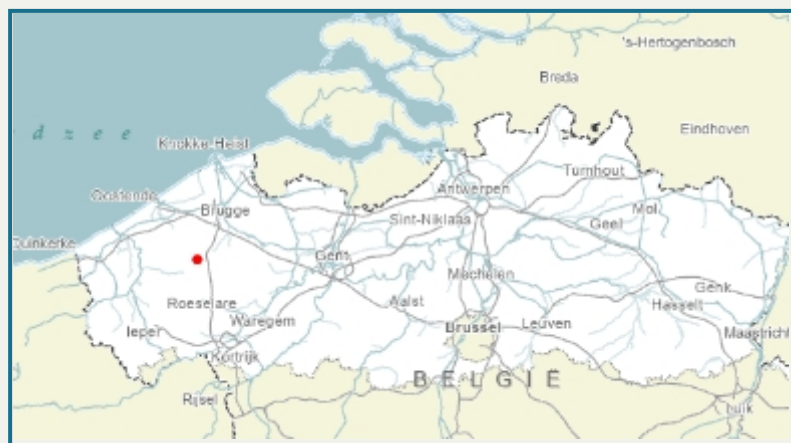 's-Hertogenbosch
Breda
Eindhoven
d z e e
Knokke-Heist
Turnhout
Antwerpen
Oostende
Mol
Brugge
Sint-Niklaas
Geel
Duinkerke
Gent
Mechelen
Genk
Roeselare
Aalst
Hasselt
Waregem
Brussel
Leuven
Ieper
Maastricht
Kortrijk
BELGIË
Rijsel
Luik